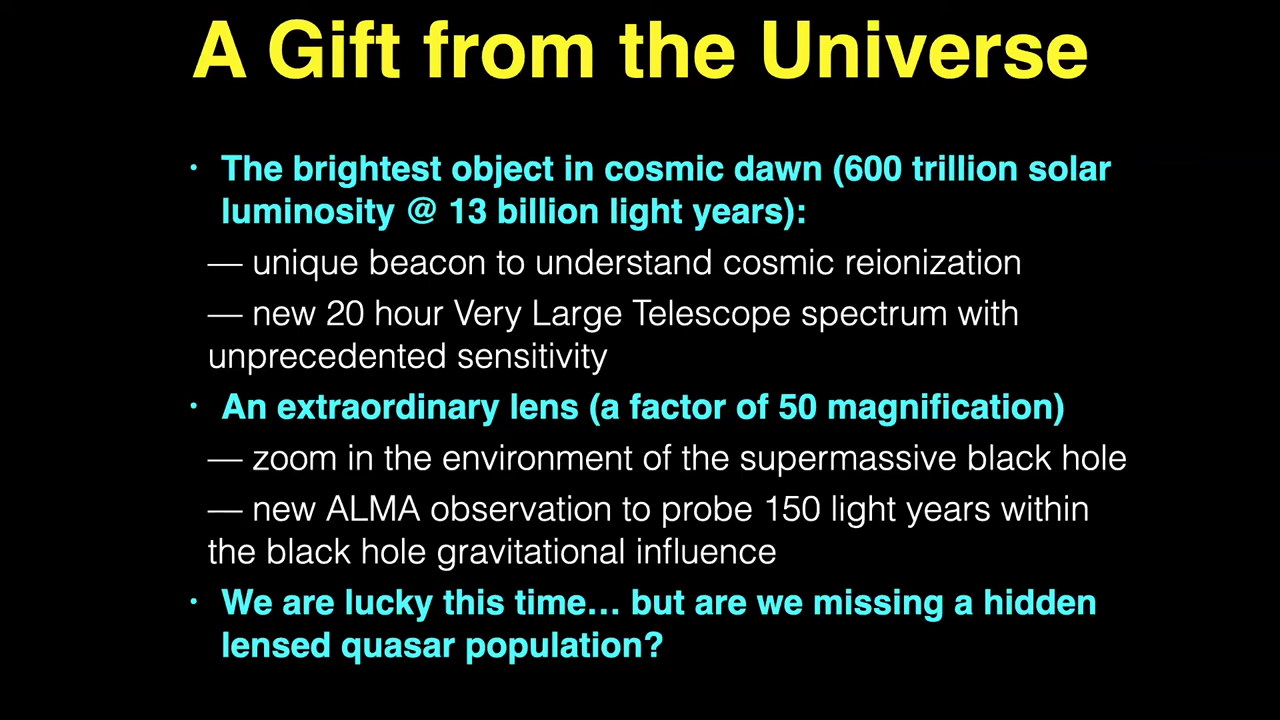 A Gift from the Universe
• The brightest object in cosmic dawn (600 trillion solar
luminosity @ 13 billion light years):
— unique beacon to understand cosmic reionization
— new 20 hour Very Large Telescope spectrum with
unprecedented sensitivity
• An extraordinary lens (a factor of 50 magnification)
— zoom in the environment of the supermassive black hole
— new ALMA observation to probe 150 light years within
the black hole gravitational influence
• We are lucky this time… but are we missing a hidden
lensed quasar population?